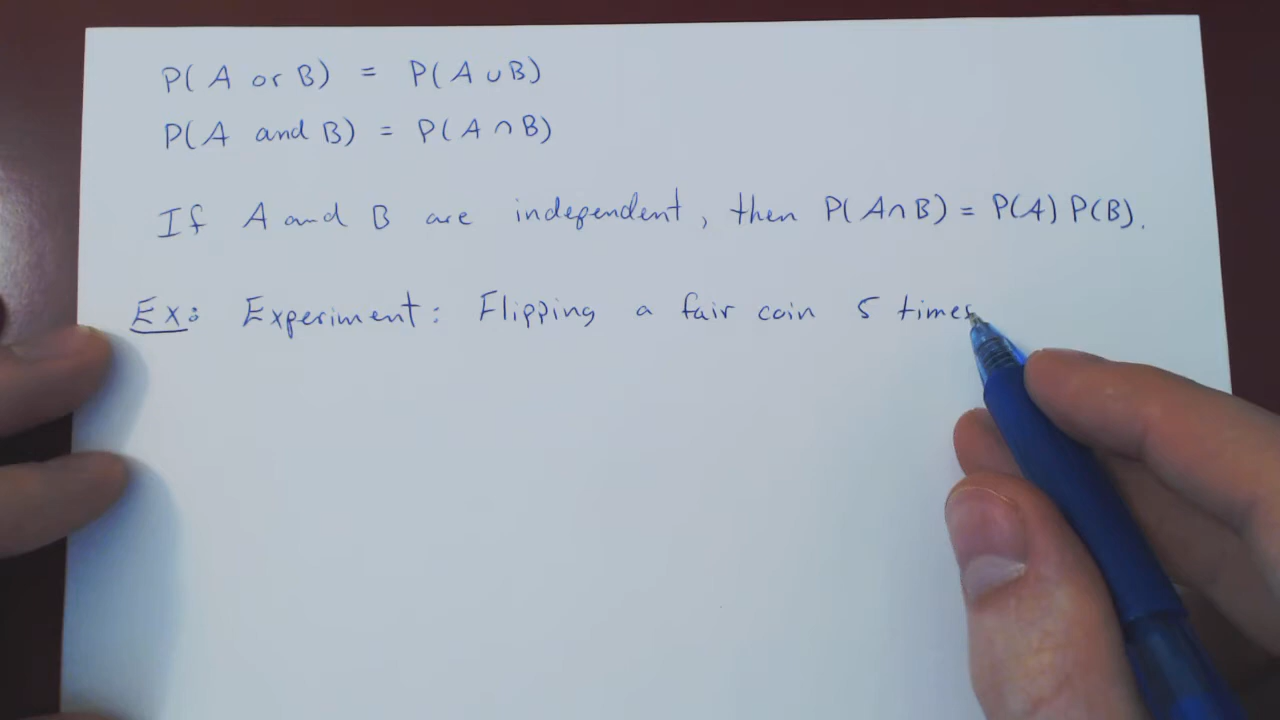 P( A or B) = P( A ∪ B)
P( A and B) = P( A ∩ B)
If A and B are independent, then P( A ∩ B) = P(A) P(B).
Ex: Experiment: Flipping a fair coin 5 times